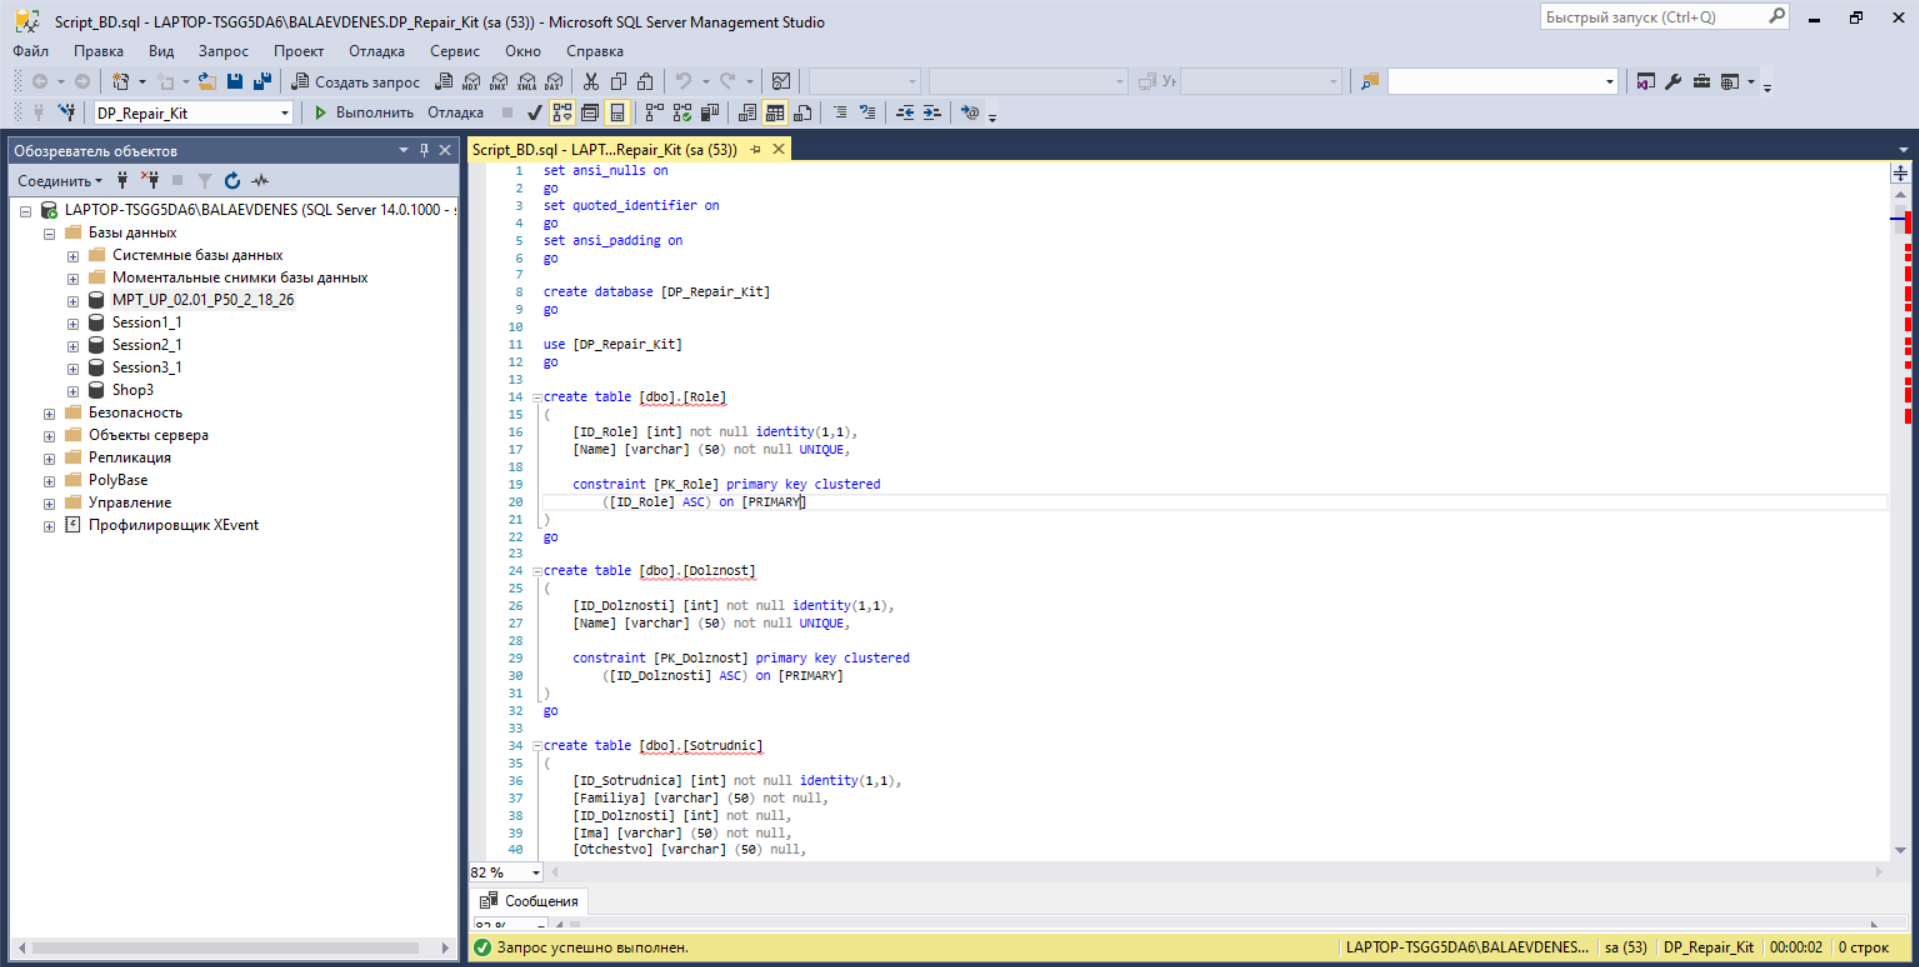 Script_BD.sql - LAPTOP-TSGG5DA6\BALAEVDENES.DP_Repair_Kit (sa (53)) - Microsoft SQL Server Management Studio
Быстрый запуск (Ctrl+Q)
Файл Правка Вид Запрос Проект Отладка Сервис Окно Справка
Создать запрос MDX DMX XMLA DAX
DP_Repair_Kit Выполнить Отладка
Обозреватель объектов
Соединить
LAPTOP-TSGG5DA6\BALAEVDENES (SQL Server 14.0.1000 - s
Базы данных
Системные базы данных
Моментальные снимки базы данных
MPT_UP_02.01_P50_2_18_26
Session1_1
Session2_1
Session3_1
Shop3
Безопасность
Объекты сервера
Репликация
PolyBase
Управление
Профилировщик XEvent
Script_BD.sql - LAPT...Repair_Kit (sa (53))
1 set ansi_nulls on
2 go
3 set quoted_identifier on
4 go
5 set ansi_padding on
6 go
7
8 create database [DP_Repair_Kit]
9 go
10
11 use [DP_Repair_Kit]
12 go
13
14 create table [dbo].[Role]
15 (
16 [ID_Role] [int] not null identity(1,1),
17 [Name] [varchar] (50) not null UNIQUE,
18
19 constraint [PK_Role] primary key clustered
20 ([ID_Role] ASC) on [PRIMARY]
21 )
22 go
23
24 create table [dbo].[Dolznost]
25 (
26 [ID_Dolznosti] [int] not null identity(1,1),
27 [Name] [varchar] (50) not null UNIQUE,
28
29 constraint [PK_Dolznost] primary key clustered
30 ([ID_Dolznosti] ASC) on [PRIMARY]
31 )
32 go
33
34 create table [dbo].[Sotrudnic]
35 (
36 [ID_Sotrudnica] [int] not null identity(1,1),
37 [Familiya] [varchar] (50) not null,
38 [ID_Dolznosti] [int] not null,
39 [Ima] [varchar] (50) not null,
40 [Otchestvo] [varchar] (50) null,
82 %
Сообщения
82 %
Запрос успешно выполнен.
LAPTOP-TSGG5DA6\BALAEVDENES... sa (53) DP_Repair_Kit 00:00:02 0 строк